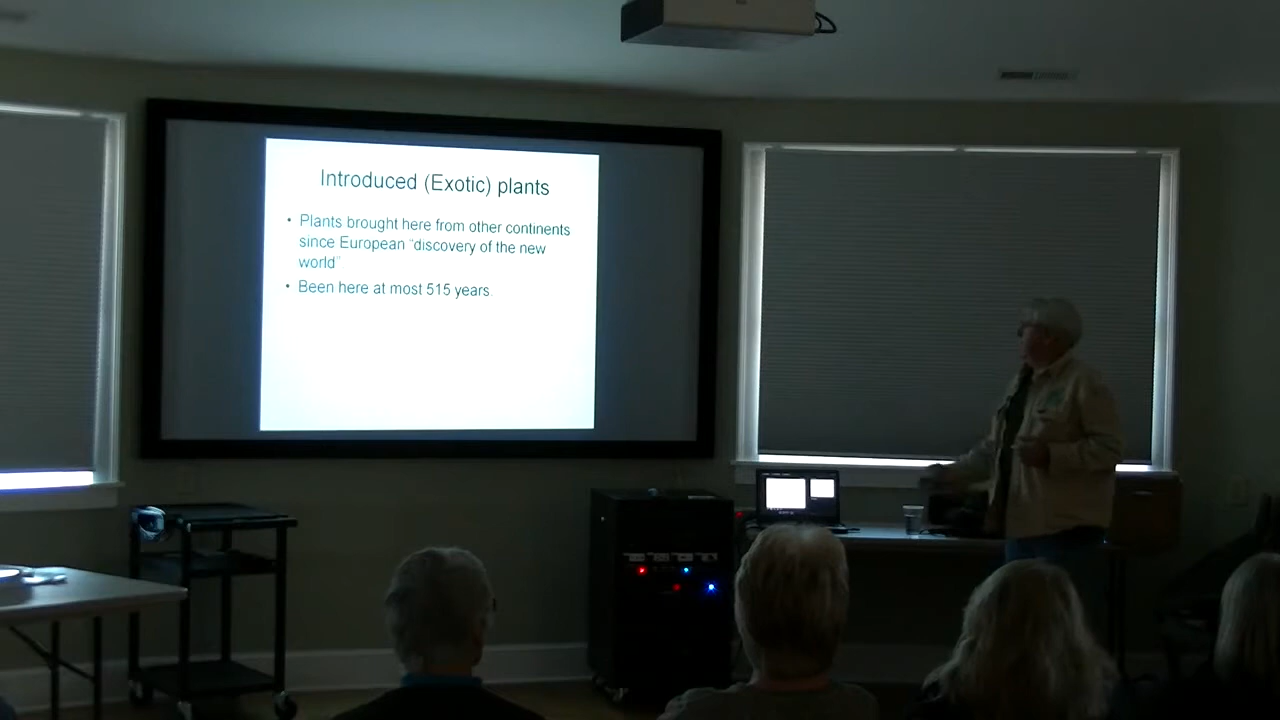 Introduced (Exotic) plants
• Plants brought here from other continents
since European "discovery of the new
world".
• Been here at most 515 years.